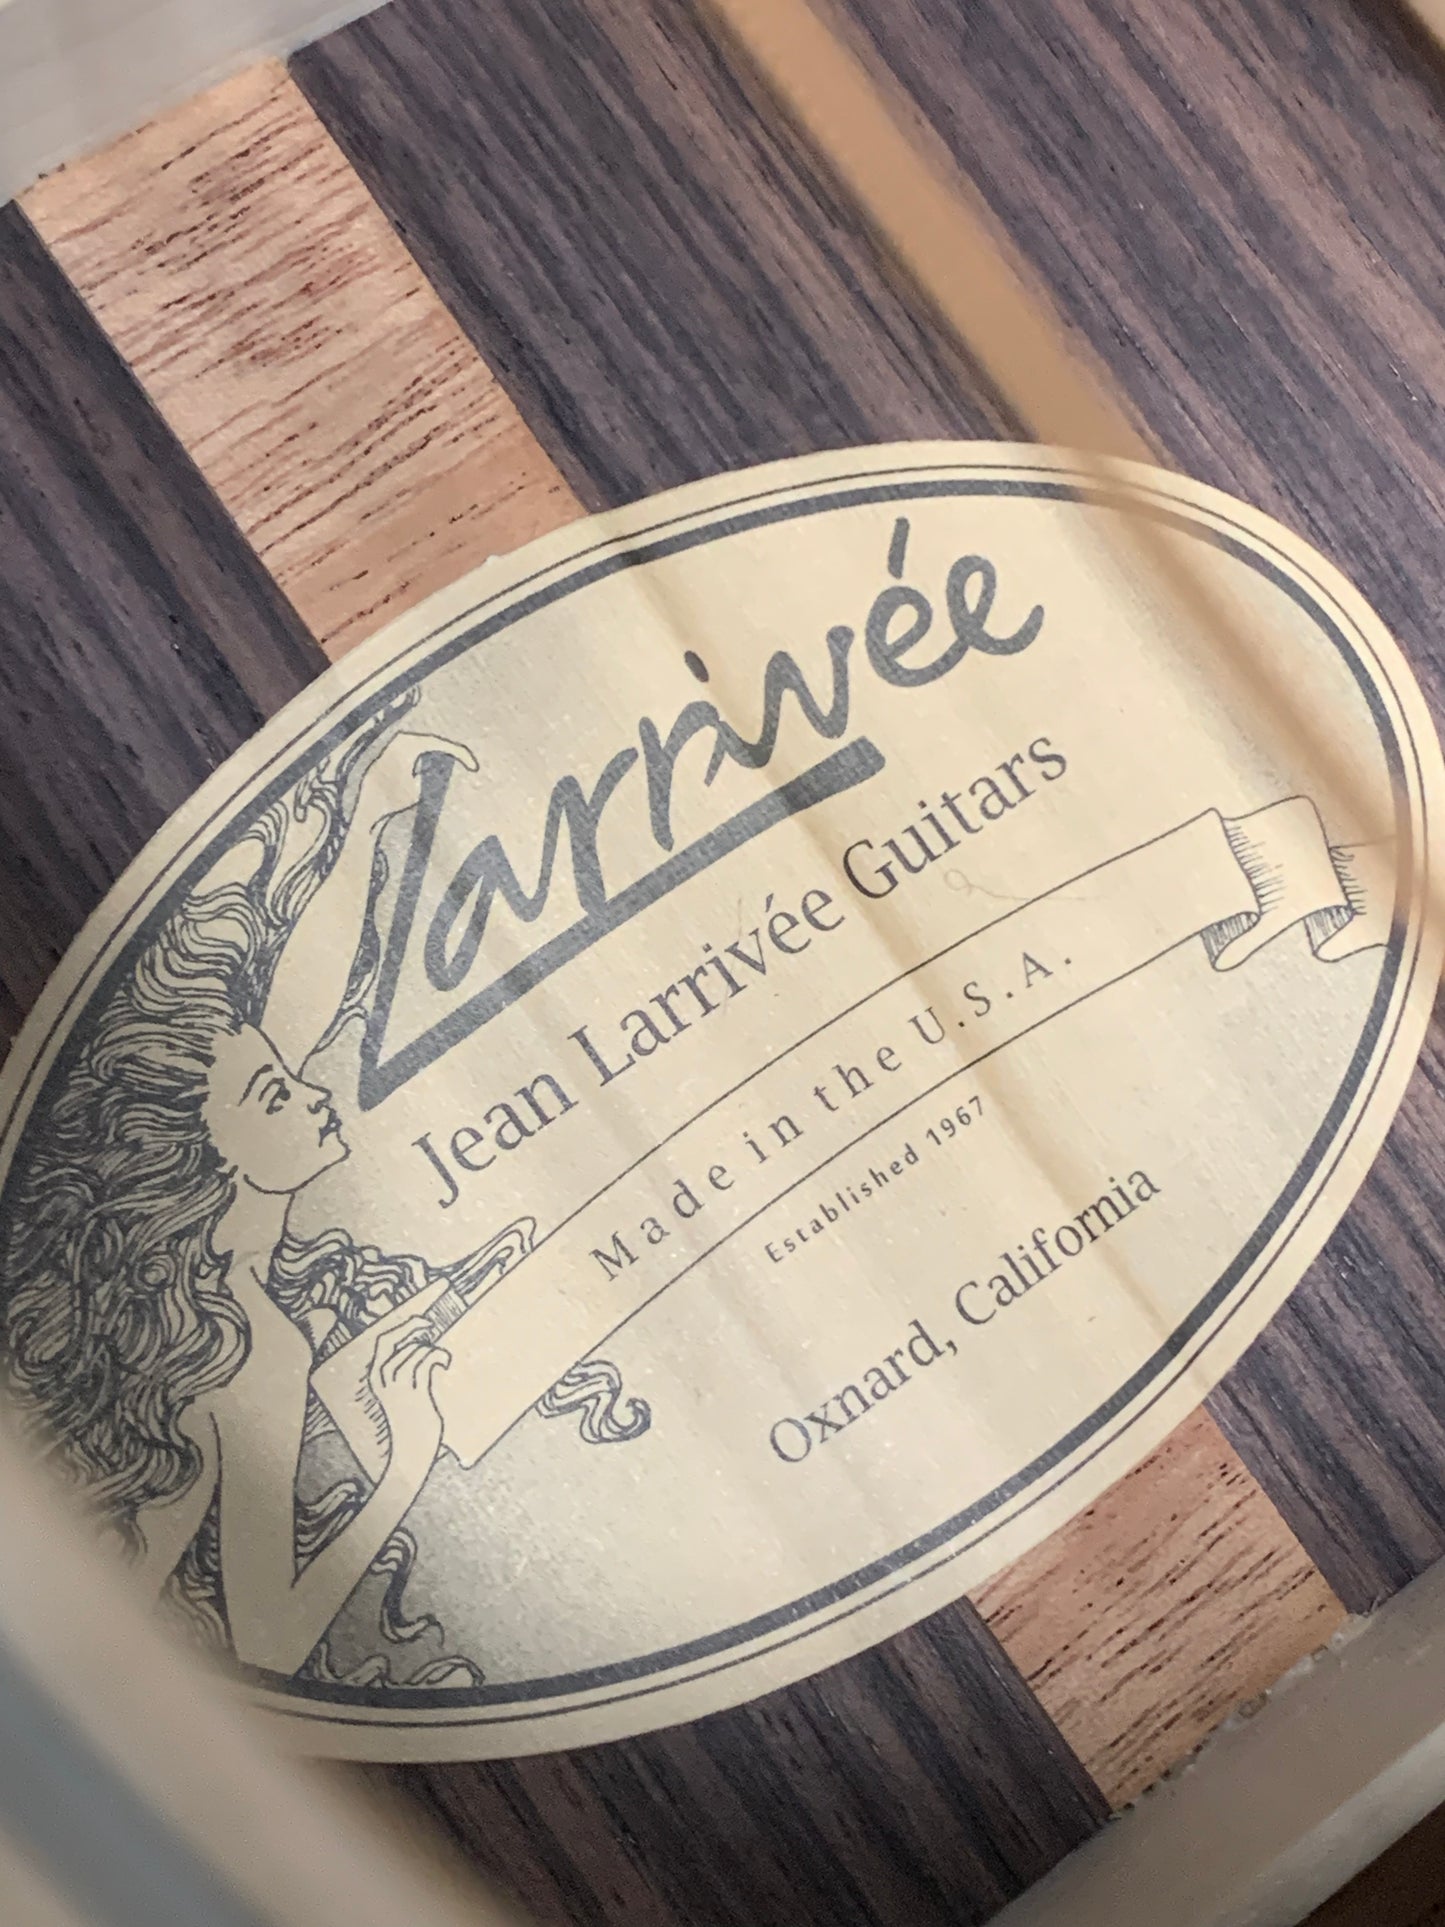 Larrivée
Jean Larrivée Guitars
Made in the U.S.A.
Established 1967
Oxnard, California